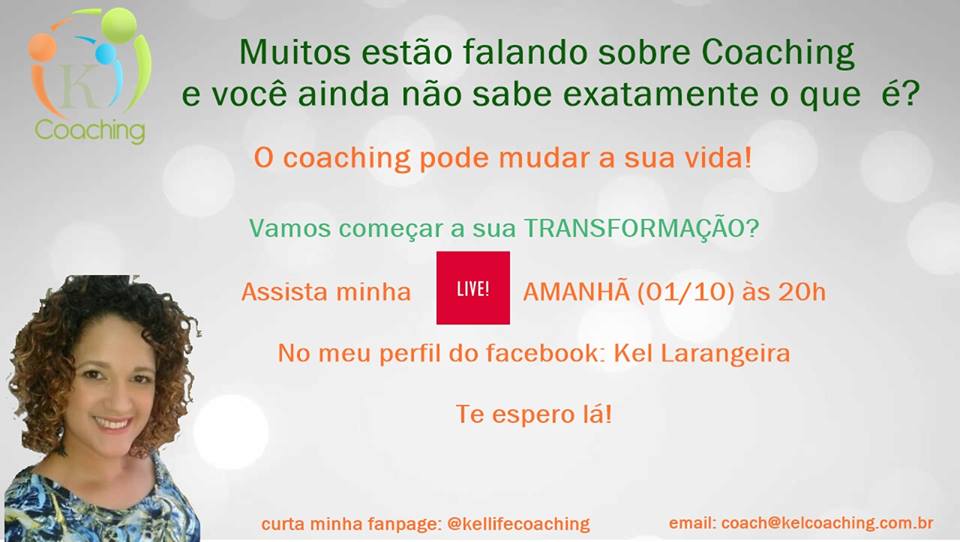 K
Coaching
Muitos estão falando sobre Coaching
e você ainda não sabe exatamente o que é?
O coaching pode mudar a sua vida!
Vamos começar a sua TRANSFORMAÇÃO?
Assista minha LIVE! AMANHÃ (01/10) às 20h
No meu perfil do facebook: Kel Larangeira
Te espero lá!
curta minha fanpage: @kellifecoaching email: coach@kelcoaching.com.br